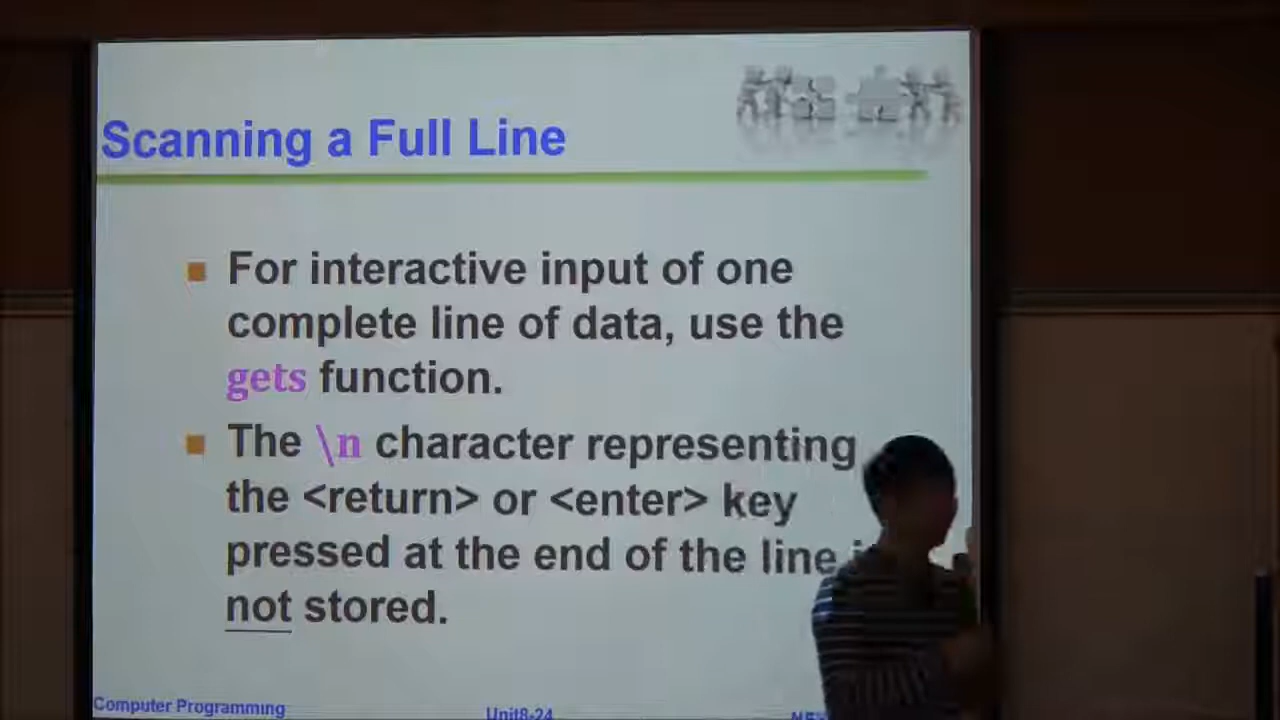 Scanning a Full Line
For interactive input of one
complete line of data, use the
gets function.
The \n character representing
the <return> or <enter> key
pressed at the end of the line
not stored.
Computer Programming
Unit8-24